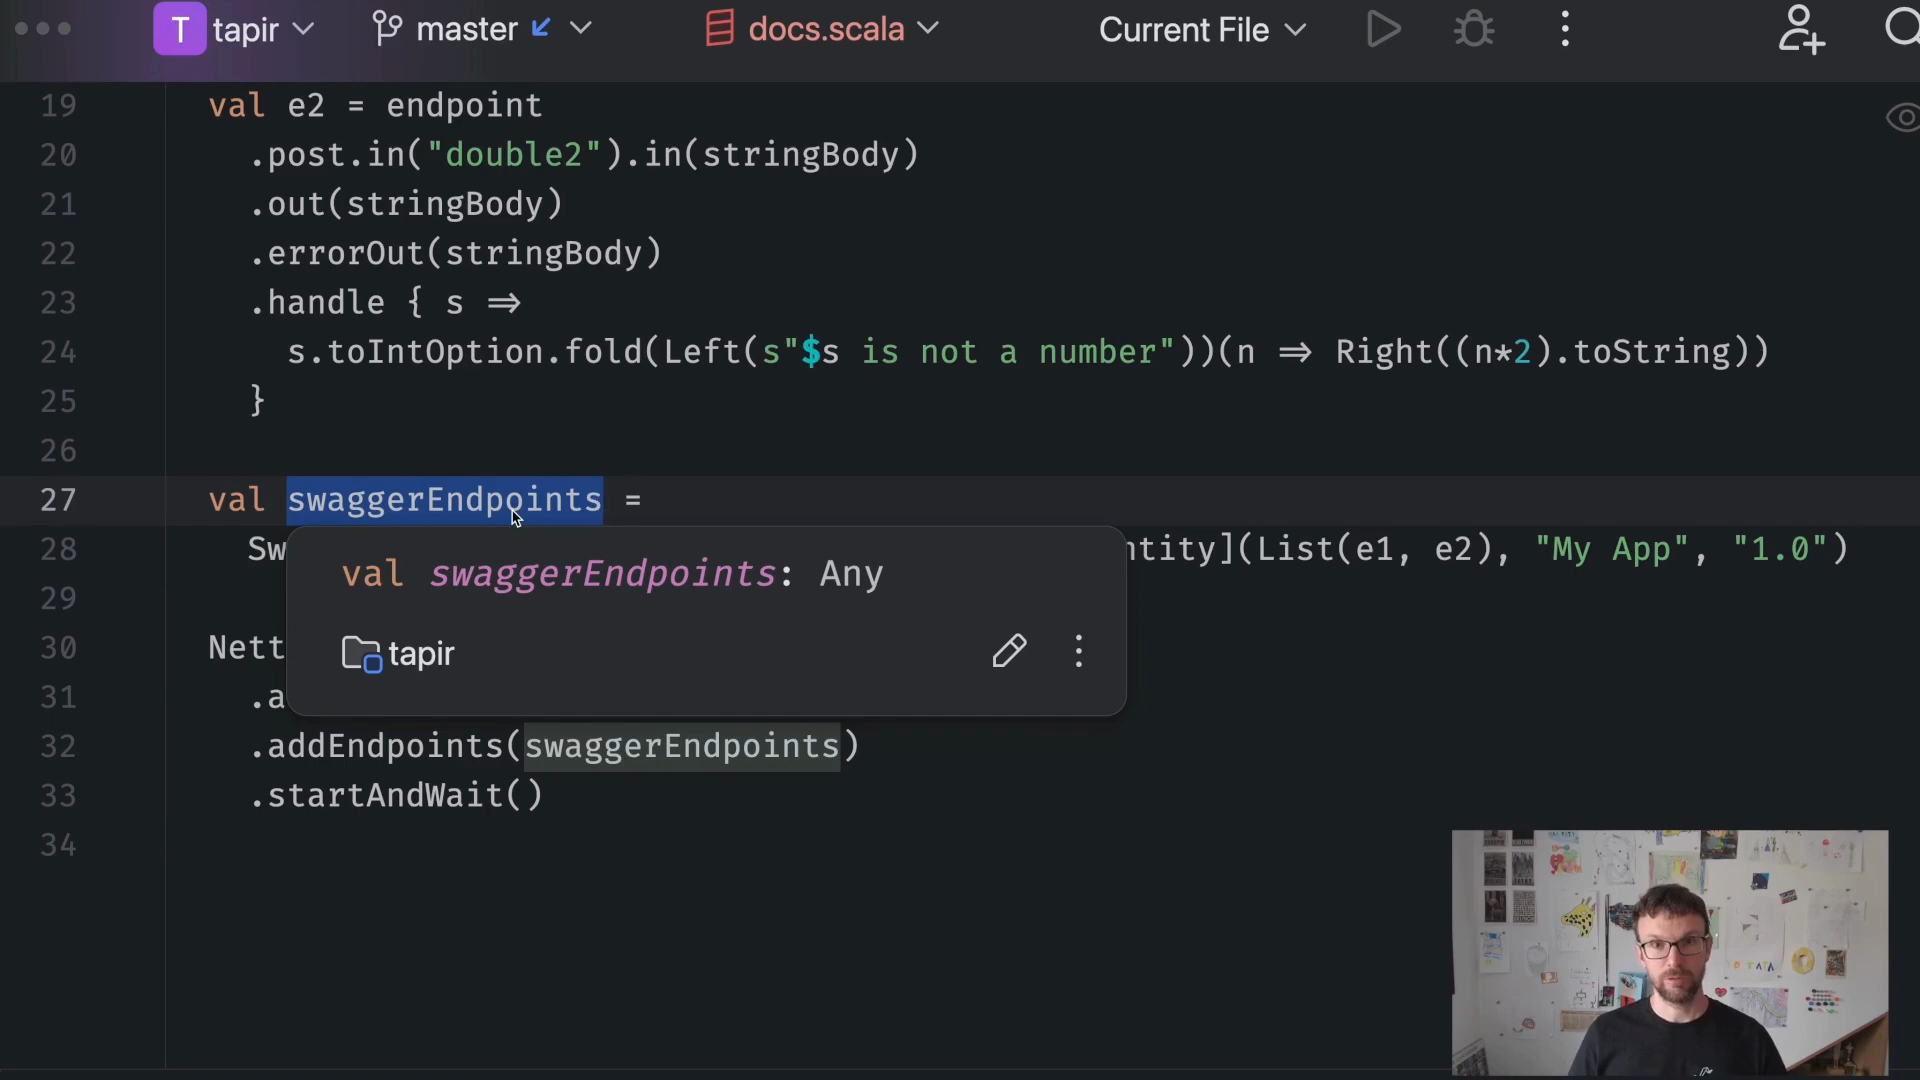 T tapir master docs.scala Current File
19 val e2 = endpoint
20 .post.in("double2").in(stringBody)
21 .out(stringBody)
22 .errorOut(stringBody)
23 .handle { s =>
24 s.toIntOption.fold(Left(s"$s is not a number"))(n => Right((n*2).toString))
25 }
26
27 val swaggerEndpoints =
28 Sw ntity](List(e1, e2), "My App", "1.0")
val swaggerEndpoints: Any
29
30 Nett
tapir
31 .a
32 .addEndpoints(swaggerEndpoints)
33 .startAndWait()
34